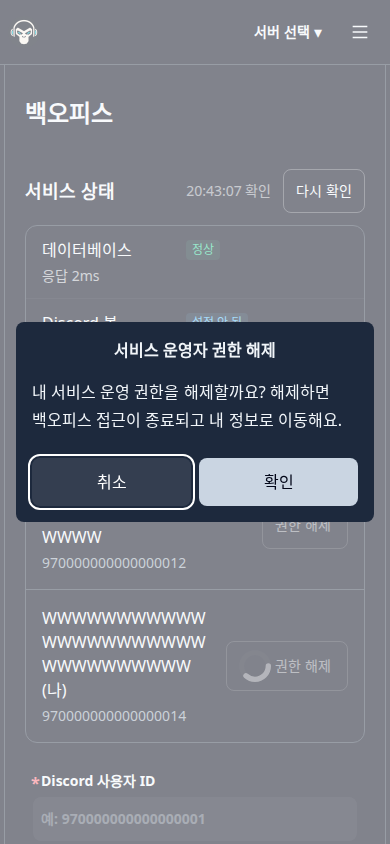 서버 선택 ▾
백오피스
서비스 상태
20:43:07 확인
다시 확인
데이터베이스
정상
응답 2ms
서비스 운영자 권한 해제
내 서비스 운영 권한을 해제할까요? 해제하면
백오피스 접근이 종료되고 내 정보로 이동해요.
취소
확인
권한 해제
WWWW
970000000000000012
WWWWWWWWWWWW
WWWWWWWWWWWW
WWWWWWWWWW
(나)
권한 해제
970000000000000014
*Discord 사용자 ID
예: 970000000000000001